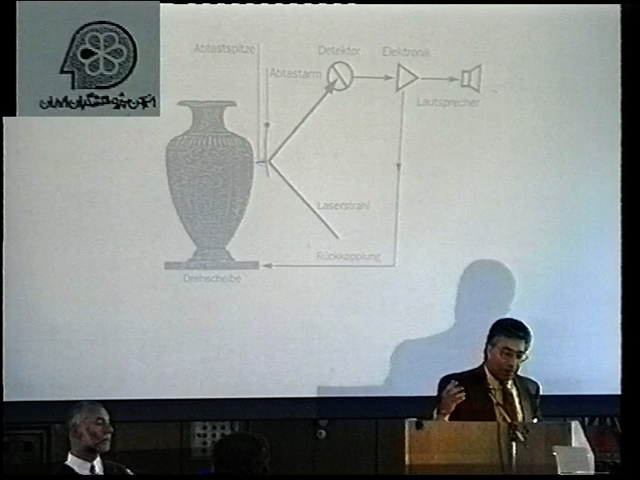 Abtastspitze
Detektor
Elektronik
Abtastarm
Lautsprecher
Laserstrahl
Rückkopplung
Drehscheibe